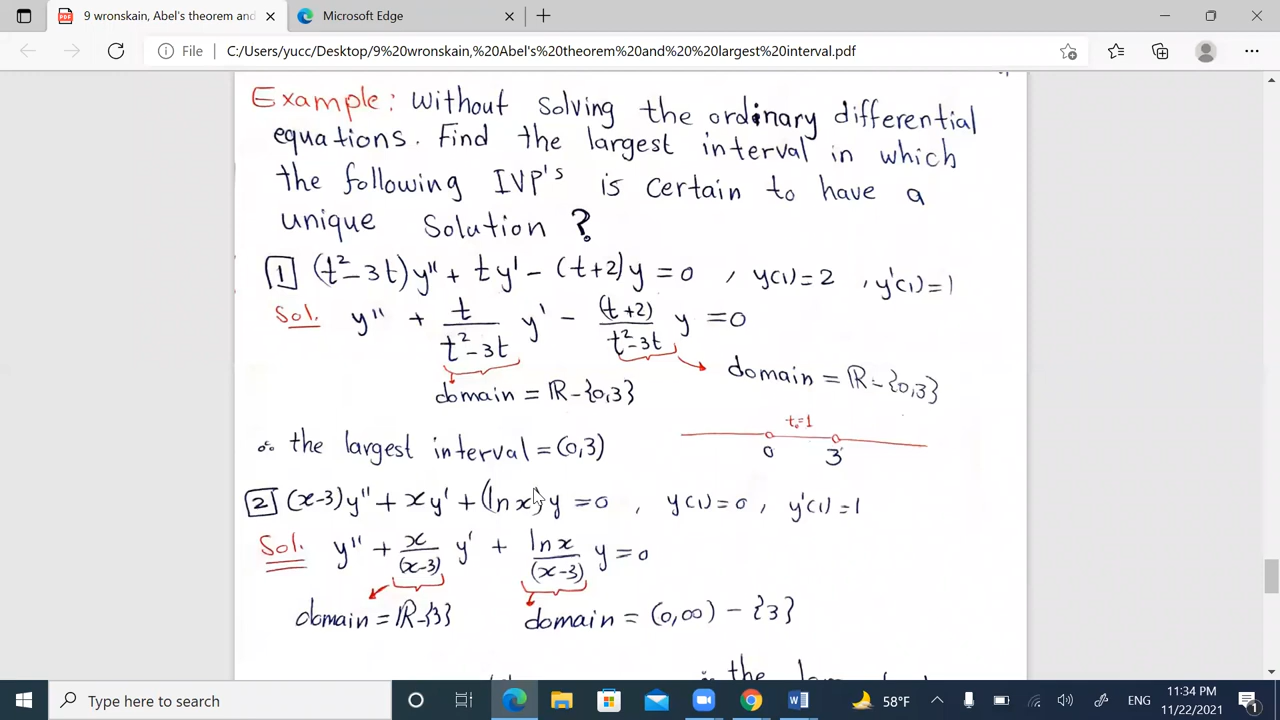 9 wronskain, Abel's theorem and
Microsoft Edge
File
C:/Users/yucc/Desktop/9%20wronskain,%20Abel's%20theorem%20and%20%20largest%20interval.pdf
Example: Without solving the ordinary differential
equations. Find the largest interval in which
the following IVP's is certain to have a
unique Solution ?
1 (t²-3t)y'' + ty' - (t+2)y = 0 , y(1)=2 , y'(1)=1
Sol. y'' + t/(t²-3t) y' - (t+2)/(t²-3t) y = 0
domain = ℝ-{0,3}
domain = ℝ-{0,3}
∴ the largest interval = (0,3)
t₀=1
0 3
2 (x-3)y'' + xy' + (ln x) y = 0 , y(1)=0 , y'(1)=1
Sol. y'' + x/(x-3) y' + ln x/(x-3) y = 0
domain = ℝ-{3}
domain = (0,∞) - {3}
Type here to search
58°F
ENG
11:34 PM
11/22/2021
1